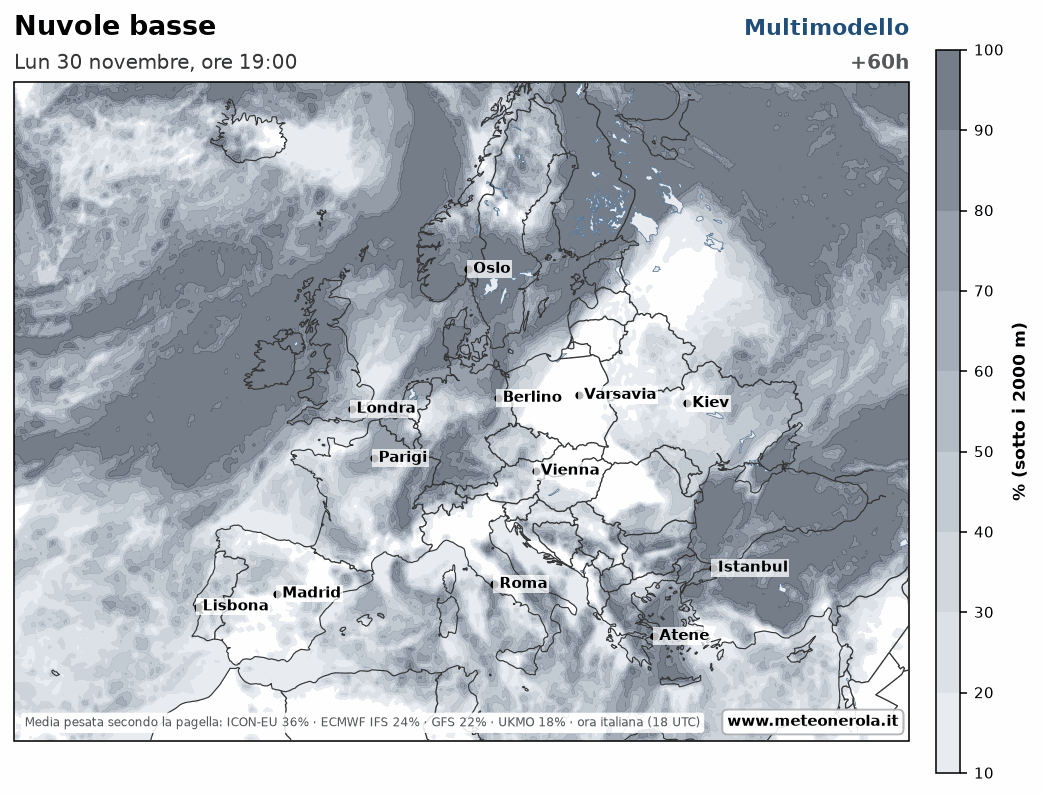 Nuvole basse
Multimodello
Lun 30 novembre, ore 19:00
+60h
100
90
80
70
60
50
40
30
20
10
% (sotto i 2000 m)
Oslo
Berlino
Varsavia
Kiev
Londra
Parigi
Vienna
Istanbul
Roma
Madrid
Lisbona
Atene
Media pesata secondo la pagella: ICON-EU 36% · ECMWF IFS 24% · GFS 22% · UKMO 18% · ora italiana (18 UTC)
www.meteonerola.it